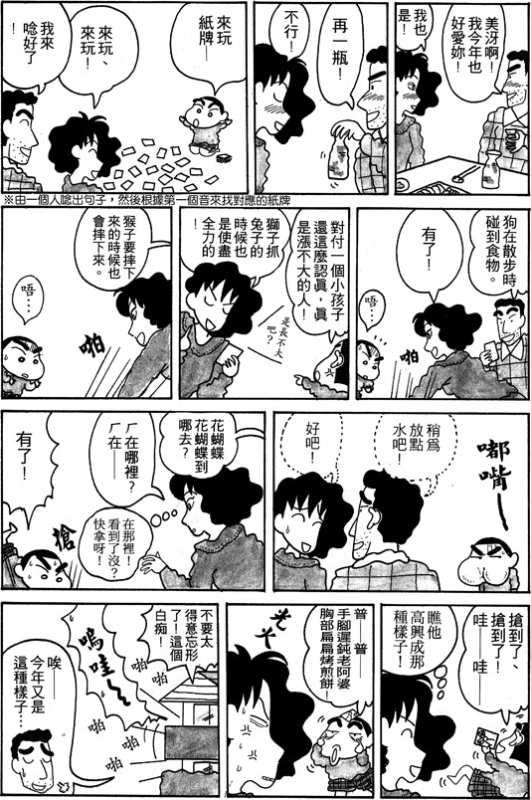 美
美呀啊！
我今年也
好愛妳！
我也
是！
再一瓶！
不行！
來玩
紙牌——
來玩、
來玩！
我來
唸好了
！
※由一個人唸出句子，然後根據第一個音來找對應的紙牌
狗在散步時
碰到食物。
有了！
啪
唔…
對付一個小孩子
還這麼認真，真
是漲不大的人！
是長不大
吧？
獅子抓
兔子的
時候也
是使盡
全力的
猴子要摔下
來的時候也
會摔下來。
啪
唔…
嘟嘴～
稍為
放點
水吧！
好吧！
花蝴蝶到
哪去？
ㄏ在哪裡？
ㄏ在——
在那裡！
看到了沒？
快拿呀！
有了！
搶
搶到了、
搶到了！
哇——哇——
瞧他
高興成那
種樣子！
普——普——
手腳遲鈍老阿婆
胸部扁扁烤煎餅！
火大
不要太
得意忘形
了！這個
白痴！
嗚哇～
啪
啪
啪
啪
唉——
今年又是
這種樣子…